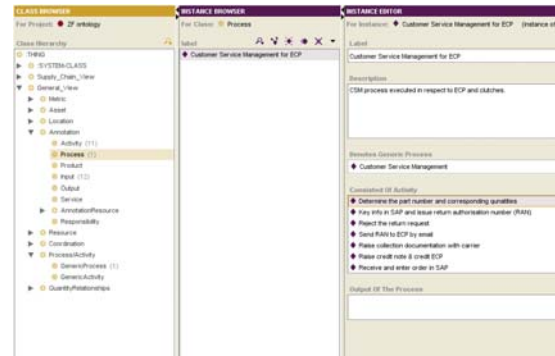 CLASS BROWSER
For Project: ZF ontology
Class Hierarchy
THING
:SYSTEM-CLASS
Supply_Chain_View
General_View
Metric
Asset
Location
Annotation
Activity (11)
Process (1)
Product
Input (12)
Output
Service
AnnotationResource
Responsibility
Resource
Coordination
Process/Activity
GenericProcess (1)
GenericActivity
QuantityRelationships
INSTANCE BROWSER
For Class: Process
label
Customer Service Management for ECP
INSTANCE EDITOR
For Instance: Customer Service Management for ECP (instance of
Label
Customer Service Management for ECP
Description
CSM process executed in respect to ECP and clutches.
Denotes Generic Process
Customer Service Management
Consisted Of Activity
Determine the part number and corresponding qunatities
Key info in SAP and issue return authorisation number (RAN)
Reject the return request
Send RAN to ECP by email
Raise collection documentation with carrier
Raise credit note & credit ECP
Receive and enter order in SAP
Output Of The Process